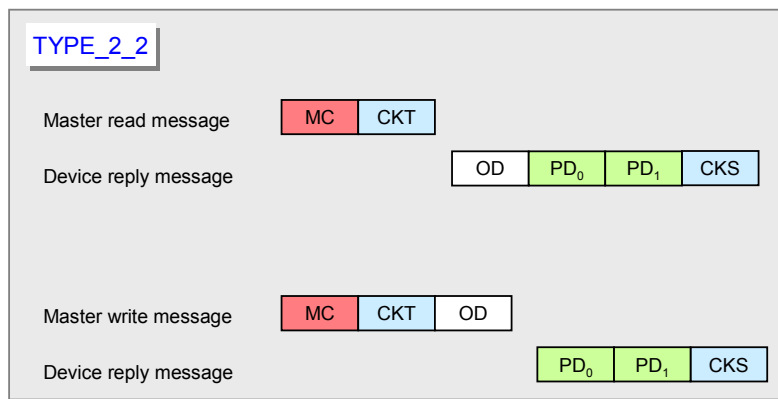 TYPE_2_2
Master read message MC CKT
Device reply message OD PD₀ PD₁ CKS
Master write message MC CKT OD
Device reply message PD₀ PD₁ CKS